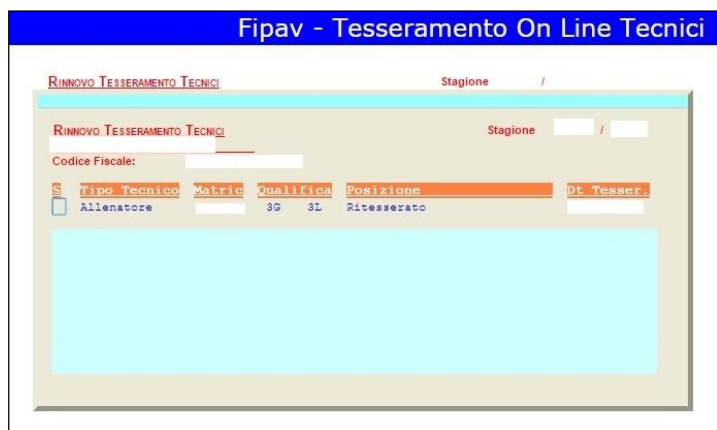 Fipav - Tesseramento On Line Tecnici
RINNOVO TESSERAMENTO TECNICI Stagione /
RINNOVO TESSERAMENTO TECNICI Stagione /
Codice Fiscale:
S Tipo Tecnico Matric Qualifica Posizione Dt Tesser.
Allenatore 3G 3L Ritesserato